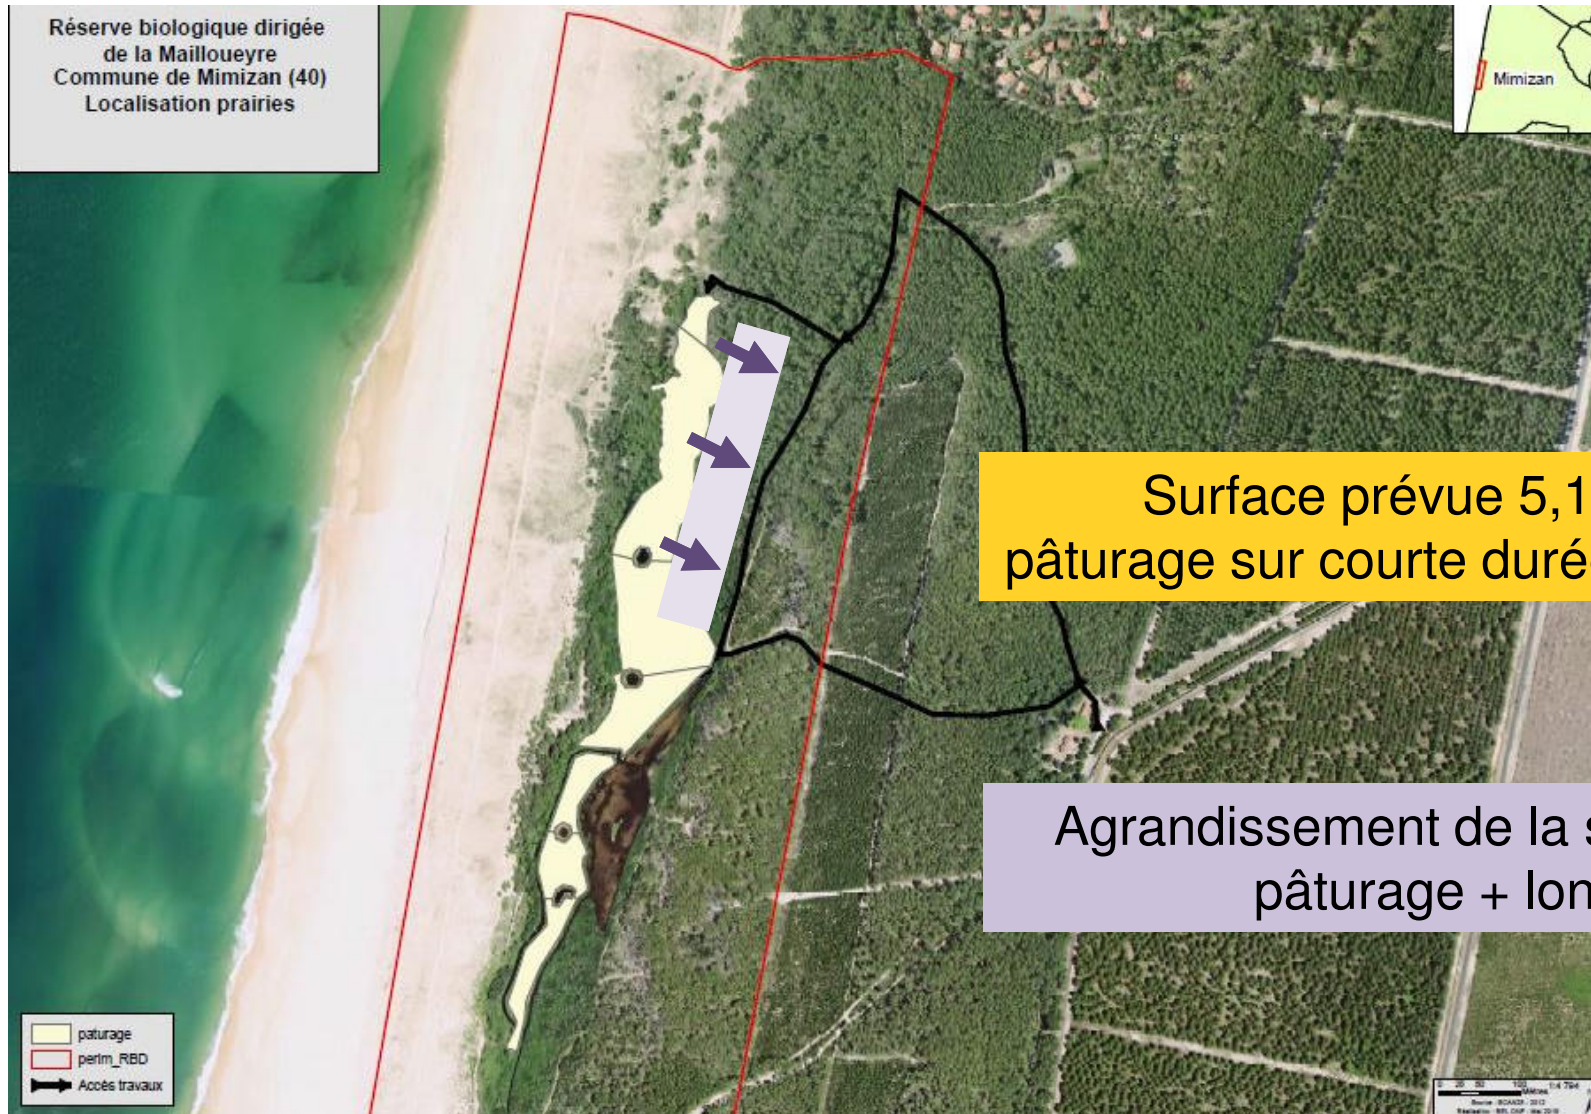 Réserve biologique dirigée
de la Mailloueyre
Commune de Mimizan (40)
Localisation prairies
Mimizan
Surface prévue 5,1
pâturage sur courte duré
Agrandissement de la
pâturage + lon
paturage
perim_RBD
Accès travaux